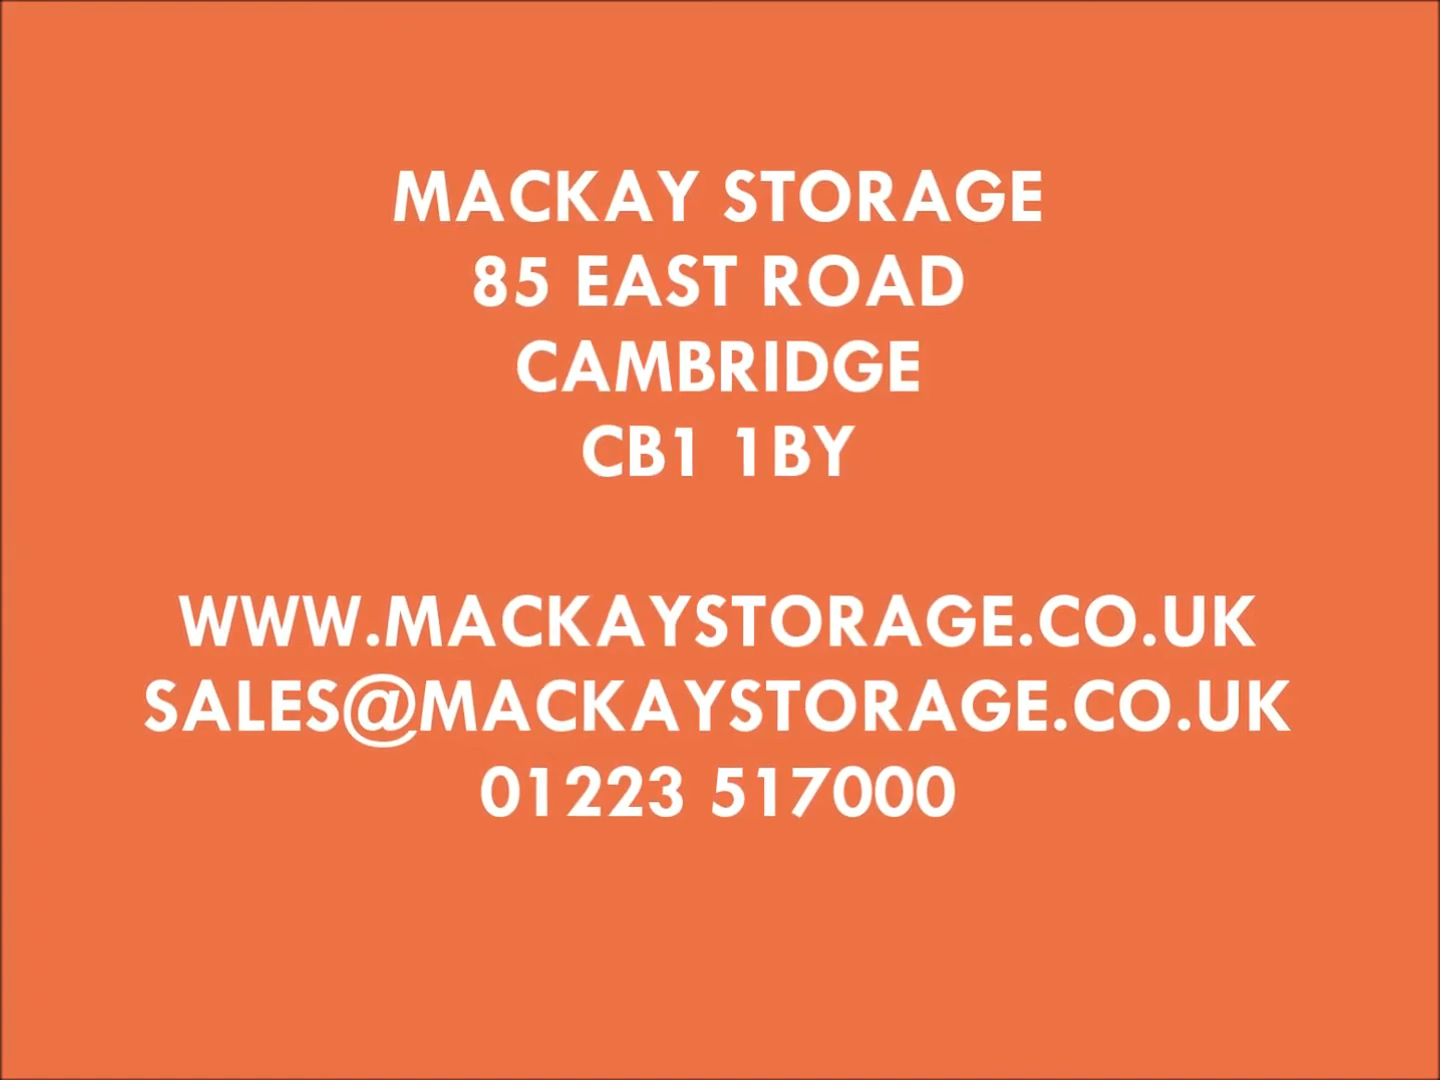 MACKAY STORAGE
85 EAST ROAD
CAMBRIDGE
CB1 1BY
WWW.MACKAYSTORAGE.CO.UK
SALES@MACKAYSTORAGE.CO.UK
01223 517000